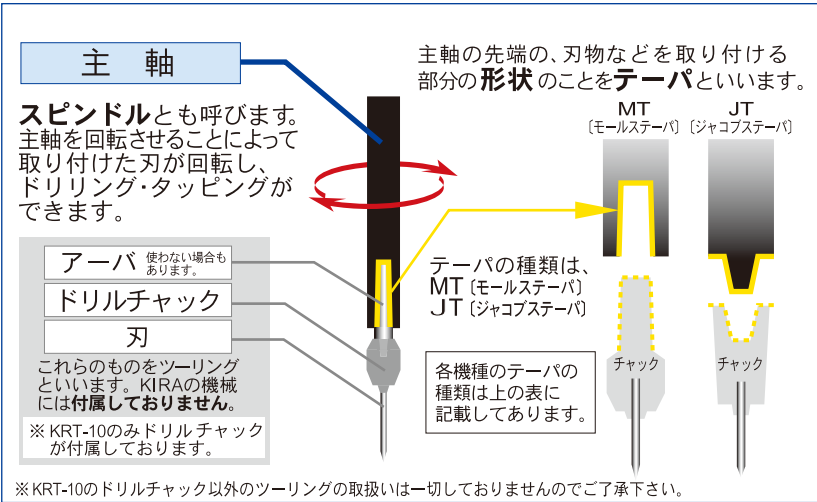 主軸
スピンドルとも呼びます。
主軸を回転させることによって
取り付けた刃が回転し、
ドリリング・タッピングが
できます。
アーバ 使わない場合も
あります。
ドリルチャック
刃
これらのものをツーリング
といいます。KIRAの機械
には付属しておりません。
※KRT-10のみドリルチャック
が付属しております。
主軸の先端の、刃物などを取り付ける
部分の形状のことをテーパといいます。
MT
〔モールステーパ〕
JT
〔ジャコブステーパ〕
テーパの種類は、
MT〔モールステーパ〕
JT〔ジャコブステーパ〕
各機種のテーパの
種類は上の表に
記載してあります。
チャック
チャック
※KRT-10のドリルチャック以外のツーリングの取扱いは一切しておりませんのでご了承下さい。